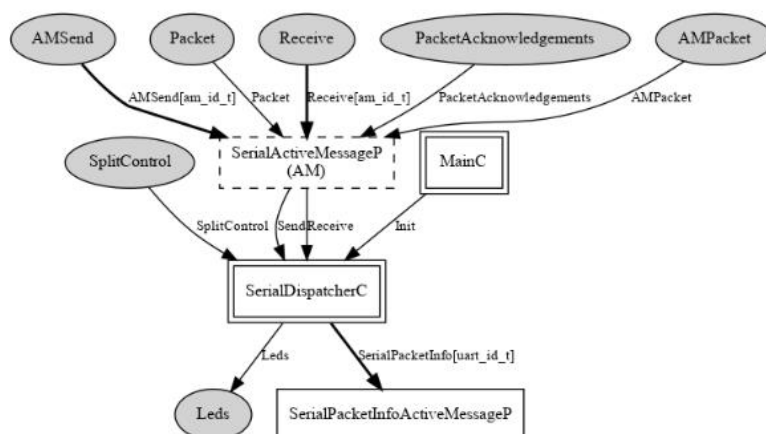 AMSend
Packet
Receive
PacketAcknowledgements
AMPacket
AMSend[am_id_t]
Packet
Receive[am_id_t]
PacketAcknowledgements
AMPacket
SplitControl
SerialActiveMessageP
(AM)
MainC
SplitControl
Send
Receive
Init
SerialDispatcherC
Leds
SerialPacketInfo[uart_id_t]
Leds
SerialPacketInfoActiveMessageP